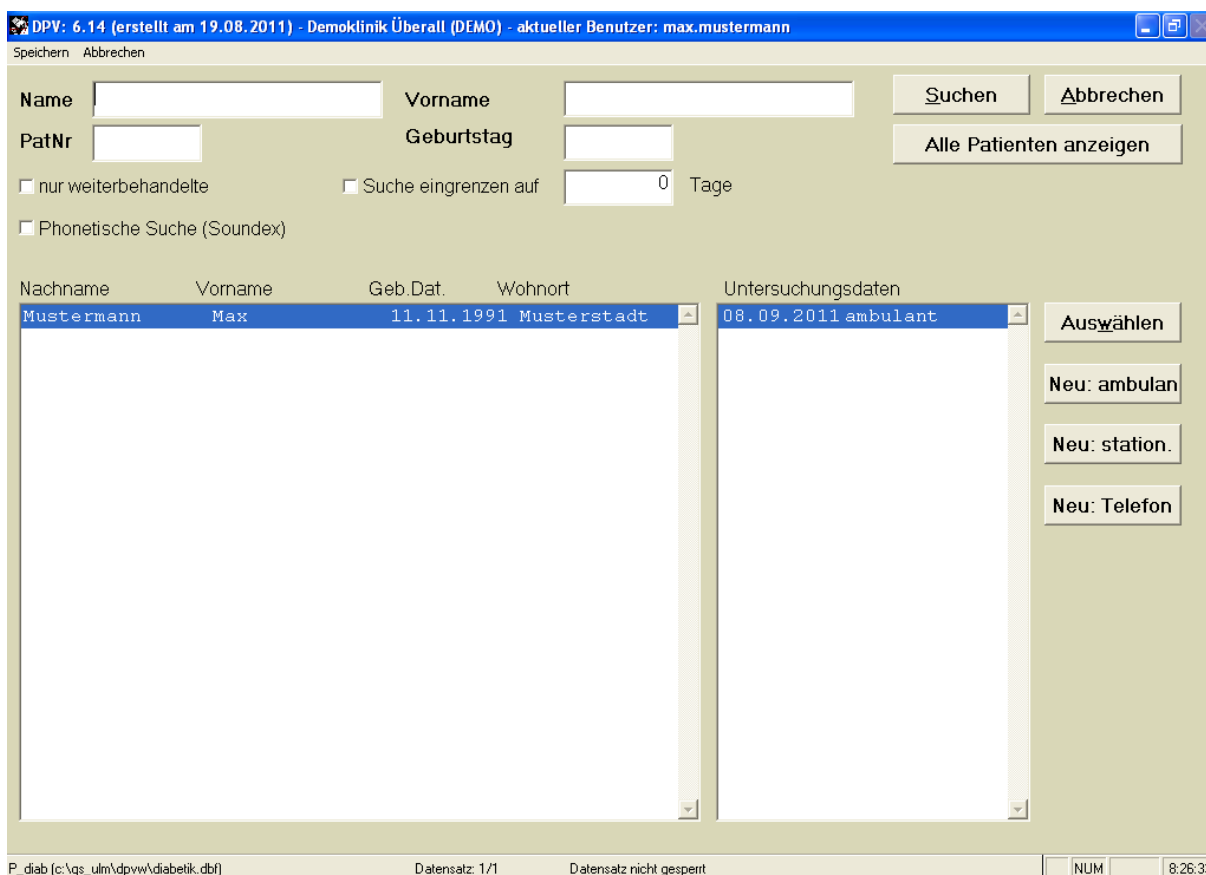 DPV: 6.14 (erstellt am 19.08.2011) - Demoklinik Überall (DEMO) - aktueller Benutzer: max.mustermann
Speichern Abbrechen
Name Vorname Suchen Abbrechen
PatNr Geburtstag Alle Patienten anzeigen
nur weiterbehandelte Suche eingrenzen auf 0 Tage
Phonetische Suche (Soundex)
Nachname Vorname Geb.Dat. Wohnort Untersuchungsdaten
Mustermann Max 11.11.1991 Musterstadt 08.09.2011 ambulant
Auswählen
Neu: ambulan
Neu: station.
Neu: Telefon
P_diab (c:\qs_ulm\dpvw\diabetik.dbf) Datensatz: 1/1 Datensatz nicht gesperrt NUM